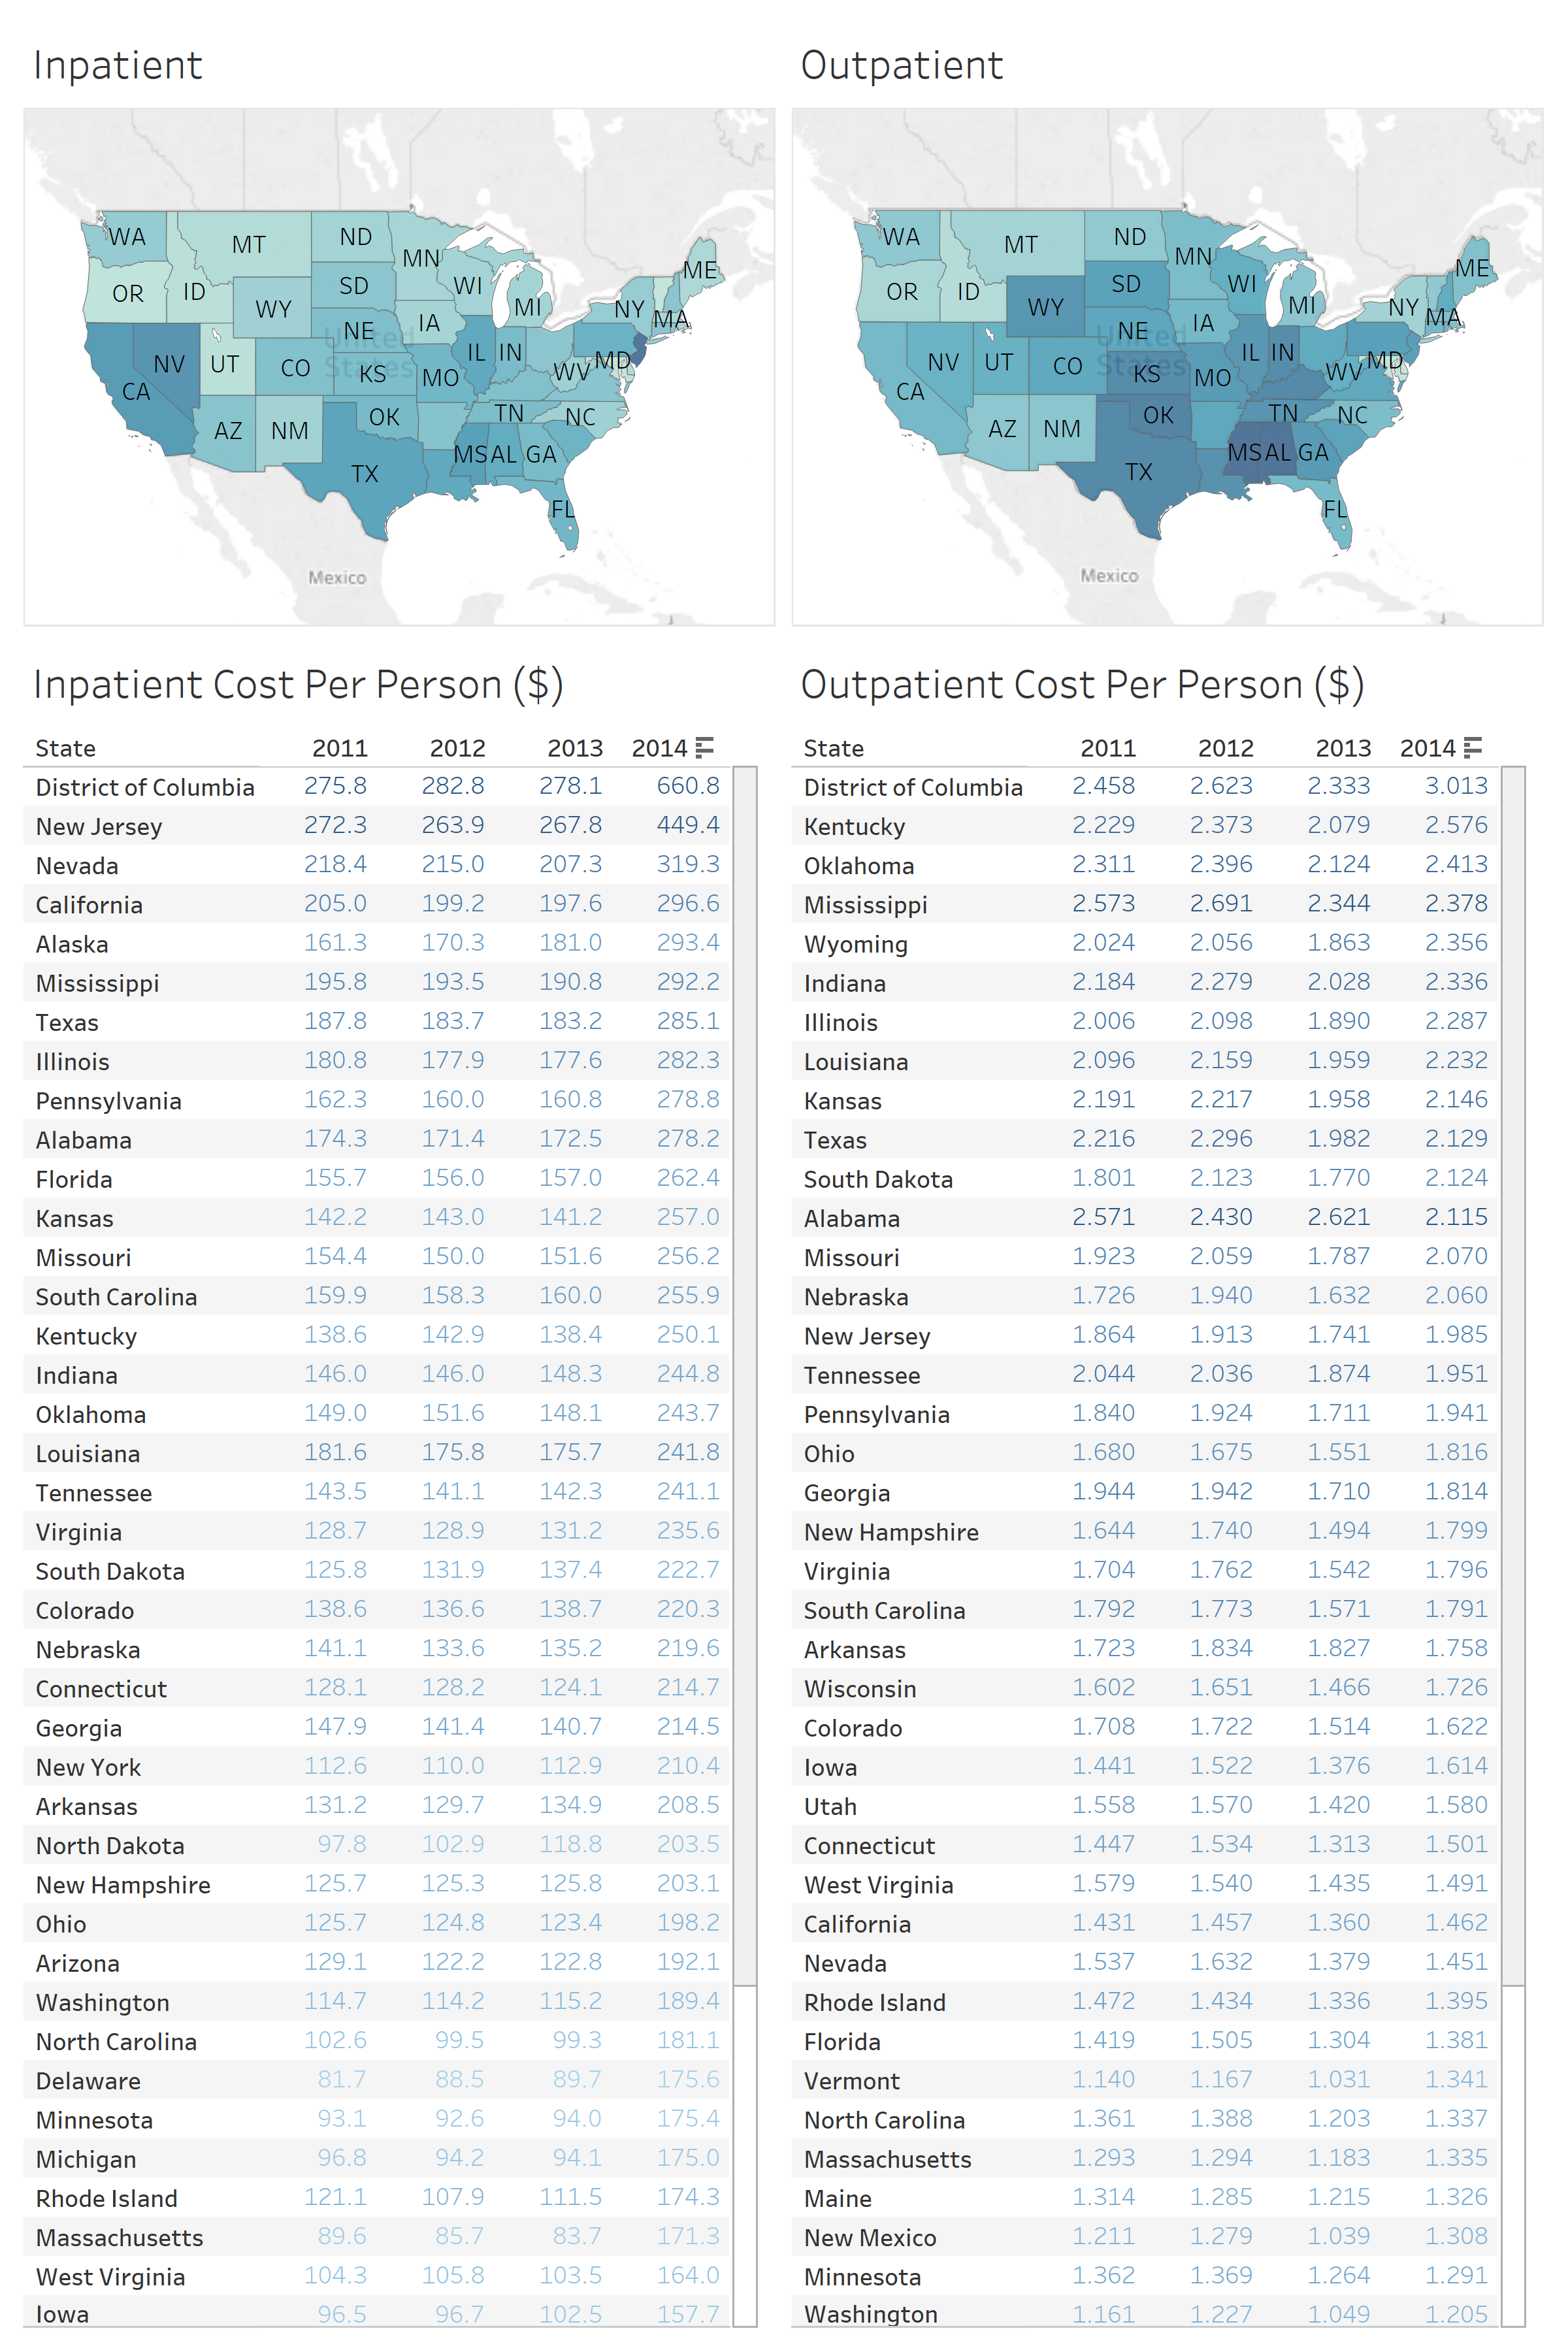 Inpatient
Outpatient
WA
MT
ND
MN
ME
OR
ID
WY
SD
WI
MI
NY
MA
NE
IA
United
States
NV
UT
CO
KS
MO
IL
IN
WV
MD
CA
AZ
NM
OK
TN
NC
TX
MS
AL
GA
FL
Mexico
WA
MT
ND
MN
ME
OR
ID
WY
SD
WI
MI
NY
MA
NE
IA
United
States
NV
UT
CO
KS
MO
IL
IN
WV
MD
CA
AZ
NM
OK
TN
NC
TX
MS
AL
GA
FL
Mexico
Inpatient Cost Per Person ($)
State 2011 2012 2013 2014
District of Columbia 275.8 282.8 278.1 660.8
New Jersey 272.3 263.9 267.8 449.4
Nevada 218.4 215.0 207.3 319.3
California 205.0 199.2 197.6 296.6
Alaska 161.3 170.3 181.0 293.4
Mississippi 195.8 193.5 190.8 292.2
Texas 187.8 183.7 183.2 285.1
Illinois 180.8 177.9 177.6 282.3
Pennsylvania 162.3 160.0 160.8 278.8
Alabama 174.3 171.4 172.5 278.2
Florida 155.7 156.0 157.0 262.4
Kansas 142.2 143.0 141.2 257.0
Missouri 154.4 150.0 151.6 256.2
South Carolina 159.9 158.3 160.0 255.9
Kentucky 138.6 142.9 138.4 250.1
Indiana 146.0 146.0 148.3 244.8
Oklahoma 149.0 151.6 148.1 243.7
Louisiana 181.6 175.8 175.7 241.8
Tennessee 143.5 141.1 142.3 241.1
Virginia 128.7 128.9 131.2 235.6
South Dakota 125.8 131.9 137.4 222.7
Colorado 138.6 136.6 138.7 220.3
Nebraska 141.1 133.6 135.2 219.6
Connecticut 128.1 128.2 124.1 214.7
Georgia 147.9 141.4 140.7 214.5
New York 112.6 110.0 112.9 210.4
Arkansas 131.2 129.7 134.9 208.5
North Dakota 97.8 102.9 118.8 203.5
New Hampshire 125.7 125.3 125.8 203.1
Ohio 125.7 124.8 123.4 198.2
Arizona 129.1 122.2 122.8 192.1
Washington 114.7 114.2 115.2 189.4
North Carolina 102.6 99.5 99.3 181.1
Delaware 81.7 88.5 89.7 175.6
Minnesota 93.1 92.6 94.0 175.4
Michigan 96.8 94.2 94.1 175.0
Rhode Island 121.1 107.9 111.5 174.3
Massachusetts 89.6 85.7 83.7 171.3
West Virginia 104.3 105.8 103.5 164.0
Iowa 96.5 96.7 102.5 157.7
Outpatient Cost Per Person ($)
State 2011 2012 2013 2014
District of Columbia 2.458 2.623 2.333 3.013
Kentucky 2.229 2.373 2.079 2.576
Oklahoma 2.311 2.396 2.124 2.413
Mississippi 2.573 2.691 2.344 2.378
Wyoming 2.024 2.056 1.863 2.356
Indiana 2.184 2.279 2.028 2.336
Illinois 2.006 2.098 1.890 2.287
Louisiana 2.096 2.159 1.959 2.232
Kansas 2.191 2.217 1.958 2.146
Texas 2.216 2.296 1.982 2.129
South Dakota 1.801 2.123 1.770 2.124
Alabama 2.571 2.430 2.621 2.115
Missouri 1.923 2.059 1.787 2.070
Nebraska 1.726 1.940 1.632 2.060
New Jersey 1.864 1.913 1.741 1.985
Tennessee 2.044 2.036 1.874 1.951
Pennsylvania 1.840 1.924 1.711 1.941
Ohio 1.680 1.675 1.551 1.816
Georgia 1.944 1.942 1.710 1.814
New Hampshire 1.644 1.740 1.494 1.799
Virginia 1.704 1.762 1.542 1.796
South Carolina 1.792 1.773 1.571 1.791
Arkansas 1.723 1.834 1.827 1.758
Wisconsin 1.602 1.651 1.466 1.726
Colorado 1.708 1.722 1.514 1.622
Iowa 1.441 1.522 1.376 1.614
Utah 1.558 1.570 1.420 1.580
Connecticut 1.447 1.534 1.313 1.501
West Virginia 1.579 1.540 1.435 1.491
California 1.431 1.457 1.360 1.462
Nevada 1.537 1.632 1.379 1.451
Rhode Island 1.472 1.434 1.336 1.395
Florida 1.419 1.505 1.304 1.381
Vermont 1.140 1.167 1.031 1.341
North Carolina 1.361 1.388 1.203 1.337
Massachusetts 1.293 1.294 1.183 1.335
Maine 1.314 1.285 1.215 1.326
New Mexico 1.211 1.279 1.039 1.308
Minnesota 1.362 1.369 1.264 1.291
Washington 1.161 1.227 1.049 1.205